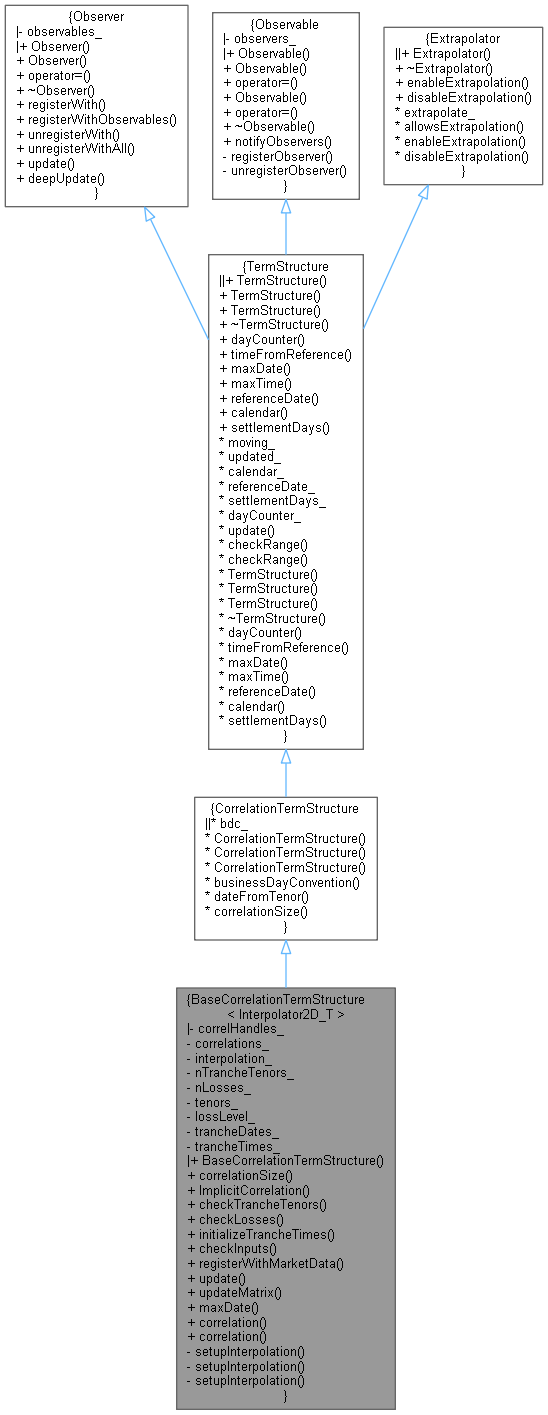 {Observer
|- observables_
|+ Observer()
+ Observer()
+ operator=()
+ ~Observer()
+ registerWith()
+ registerWithObservables()
+ unregisterWith()
+ unregisterWithAll()
+ update()
+ deepUpdate()
}
{Observable
|- observers_
|+ Observable()
+ Observable()
+ operator=()
+ Observable()
+ operator=()
+ ~Observable()
+ notifyObservers()
- registerObserver()
- unregisterObserver()
}
{Extrapolator
||+ Extrapolator()
+ ~Extrapolator()
+ enableExtrapolation()
+ disableExtrapolation()
* extrapolate_
* allowsExtrapolation()
* enableExtrapolation()
* disableExtrapolation()
}
{TermStructure
||+ TermStructure()
+ TermStructure()
+ TermStructure()
+ ~TermStructure()
+ dayCounter()
+ timeFromReference()
+ maxDate()
+ maxTime()
+ referenceDate()
+ calendar()
+ settlementDays()
* moving_
* updated_
* calendar_
* referenceDate_
* settlementDays_
* dayCounter_
* update()
* checkRange()
* checkRange()
* TermStructure()
* TermStructure()
* TermStructure()
* ~TermStructure()
* dayCounter()
* timeFromReference()
* maxDate()
* maxTime()
* referenceDate()
* calendar()
* settlementDays()
}
{CorrelationTermStructure
||* bdc_
* CorrelationTermStructure()
* CorrelationTermStructure()
* CorrelationTermStructure()
* businessDayConvention()
* dateFromTenor()
* correlationSize()
}
{BaseCorrelationTermStructure
< Interpolator2D_T >
|- correlHandles_
- correlations_
- interpolation_
- nTrancheTenors_
- nLosses_
- tenors_
- lossLevel_
- trancheDates_
- trancheTimes_
|+ BaseCorrelationTermStructure()
+ correlationSize()
+ ImplicitCorrelation()
+ checkTrancheTenors()
+ checkLosses()
+ initializeTrancheTimes()
+ checkInputs()
+ registerWithMarketData()
+ update()
+ updateMatrix()
+ maxDate()
+ correlation()
+ correlation()
- setupInterpolation()
- setupInterpolation()
- setupInterpolation()
}